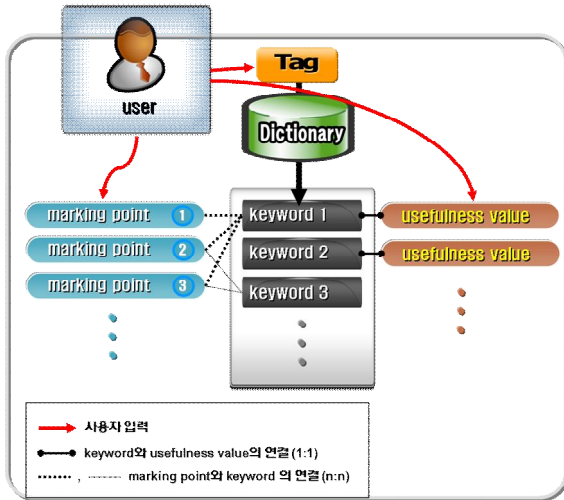 Tag
user
Dictionary
marking point 1
keyword 1
usefulness value
marking point 2
keyword 2
usefulness value
marking point 3
keyword 3
사용자 입력
keyword와 usefulness value의 연결 (1:1)
, marking point와 keyword 의 연결(n:n)